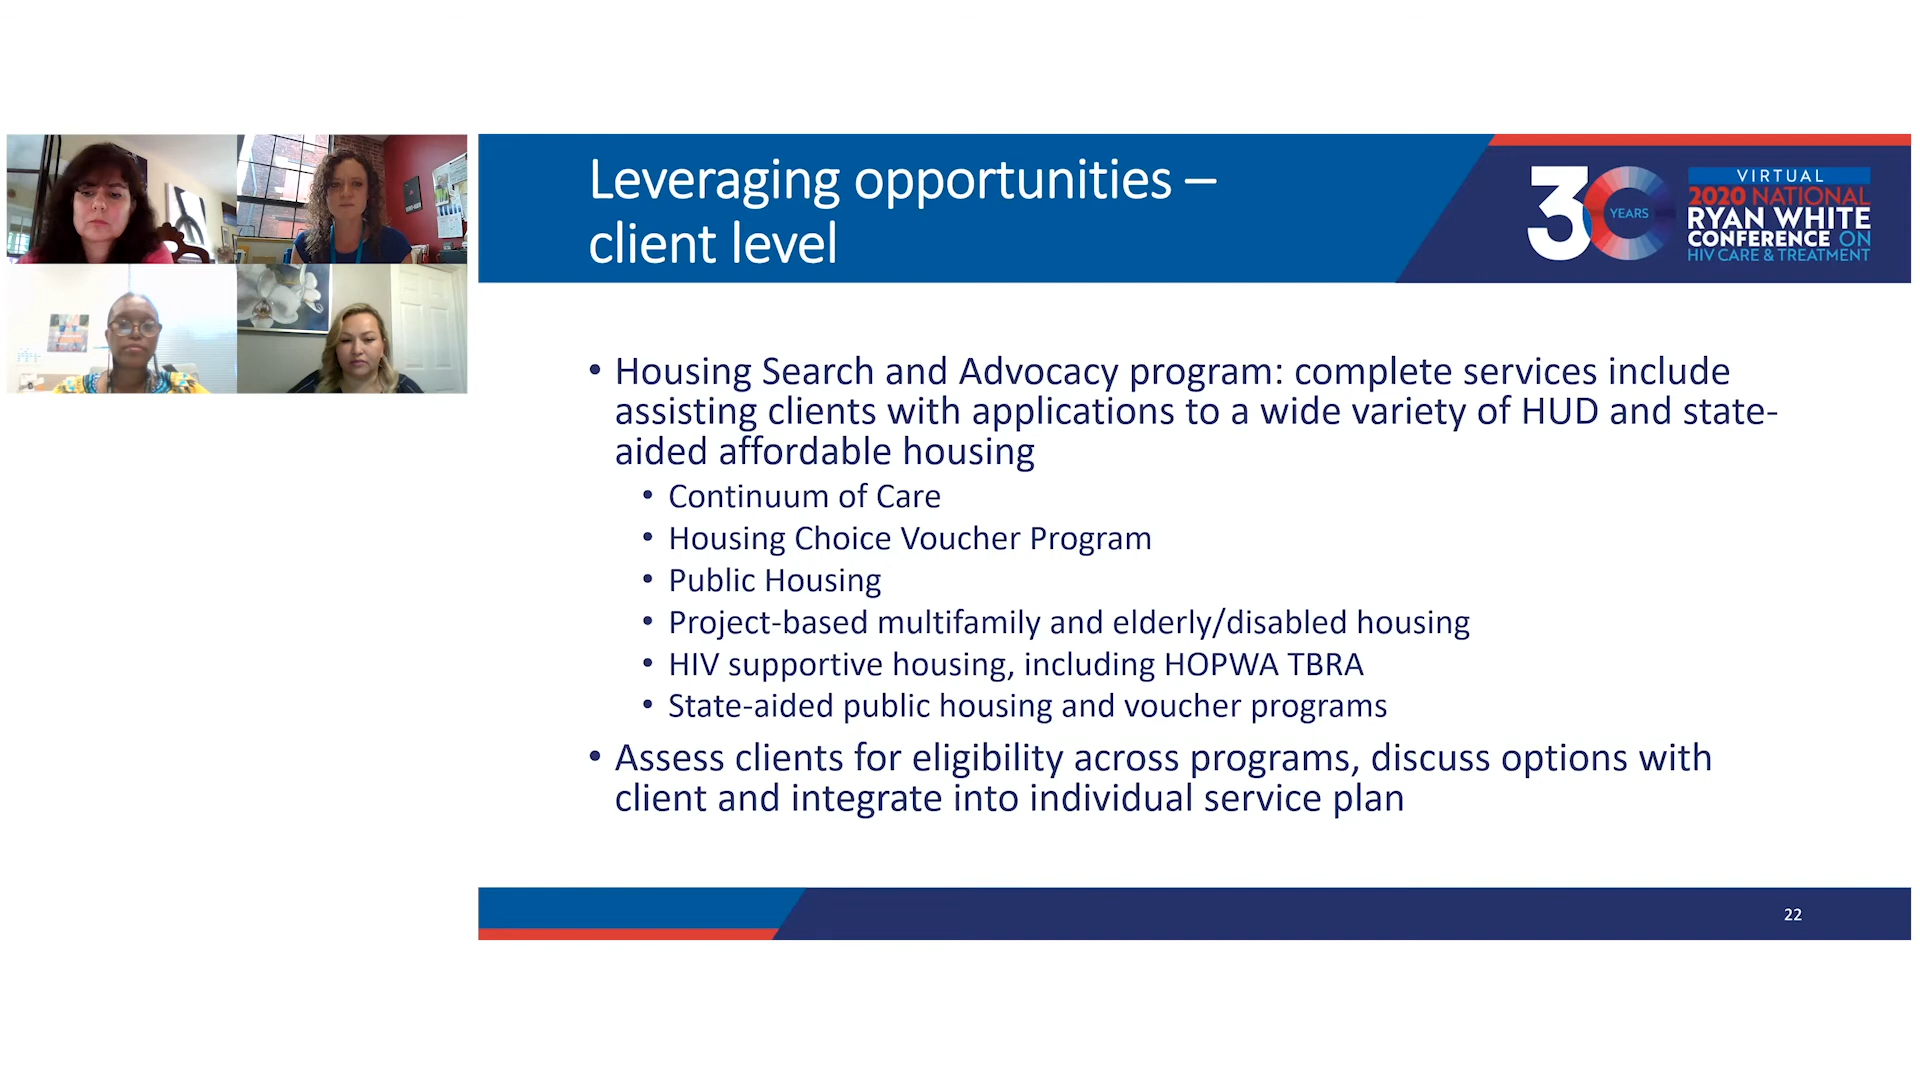 Leveraging opportunities –
client level
30
YEARS
VIRTUAL
2020 NATIONAL
RYAN WHITE
CONFERENCE ON
HIV CARE & TREATMENT
• Housing Search and Advocacy program: complete services include
assisting clients with applications to a wide variety of HUD and state-
aided affordable housing
• Continuum of Care
• Housing Choice Voucher Program
• Public Housing
• Project-based multifamily and elderly/disabled housing
• HIV supportive housing, including HOPWA TBRA
• State-aided public housing and voucher programs
• Assess clients for eligibility across programs, discuss options with
client and integrate into individual service plan
22